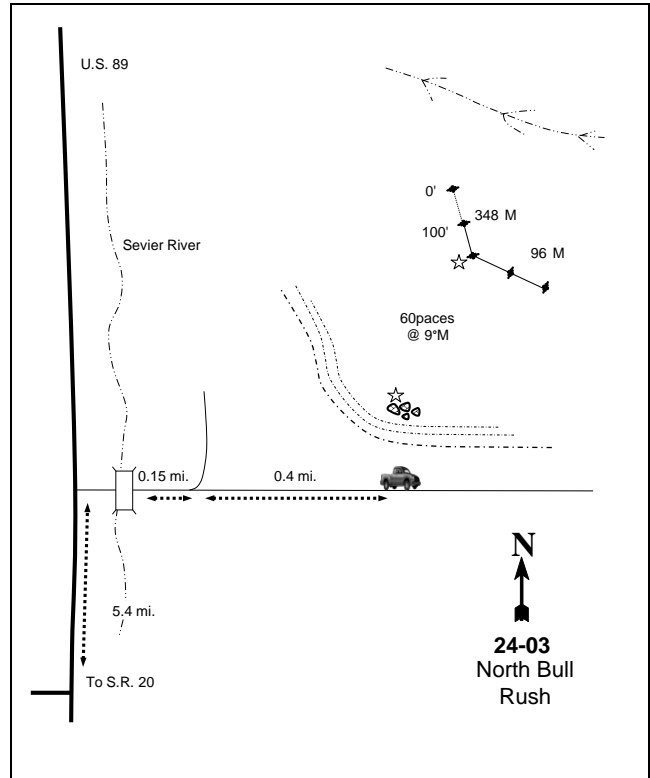 U.S. 89
0'
348 M
100'
96 M
Sevier River
60paces
@ 9°M
0.15 mi.
0.4 mi.
N
5.4 mi.
24-03
North Bull
Rush
To S.R. 20